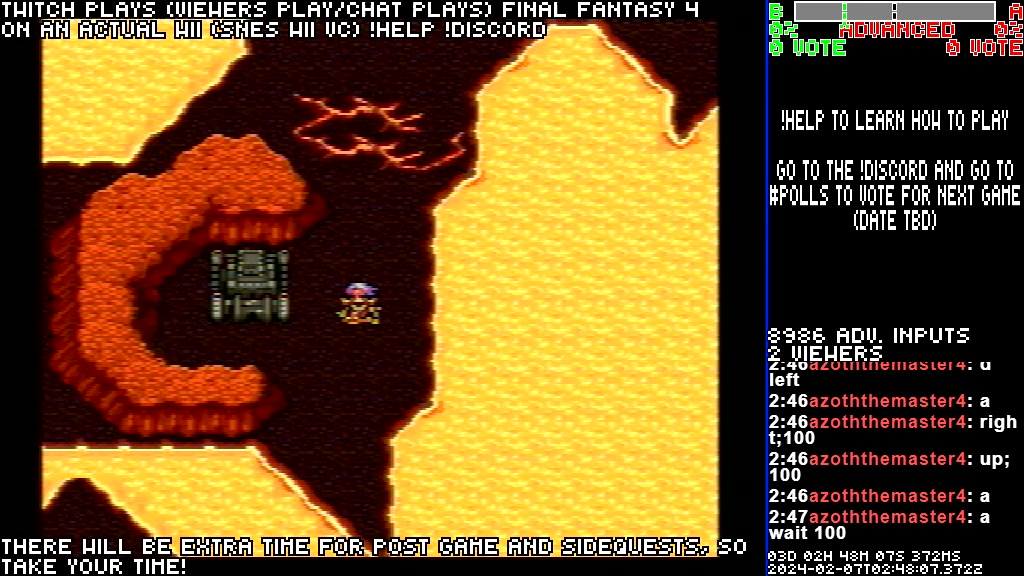 TWITCH PLAYS (VIEWERS PLAY/CHAT PLAYS) FINAL FANTASY 4
ON AN ACTUAL WII (SNES WII VC) !HELP !DISCORD
B A
0% ADVANCED 0%
0 VOTE 0 VOTE
!HELP TO LEARN HOW TO PLAY
GO TO THE !DISCORD AND GO TO
#POLLS TO VOTE FOR NEXT GAME
(DATE TBD)
8986 ADV. INPUTS
2 VIEWERS
2:46azoththemaster4: d
left
2:46azoththemaster4: a
2:46azoththemaster4: righ
t;100
2:46azoththemaster4: up;
100
2:46azoththemaster4: a
2:47azoththemaster4: a
wait 100
03D 02H 48M 07S 372MS
2024-02-07T02:48:07.372Z
THERE WILL BE EXTRA TIME FOR POST GAME AND SIDEQUESTS, SO
TAKE YOUR TIME!